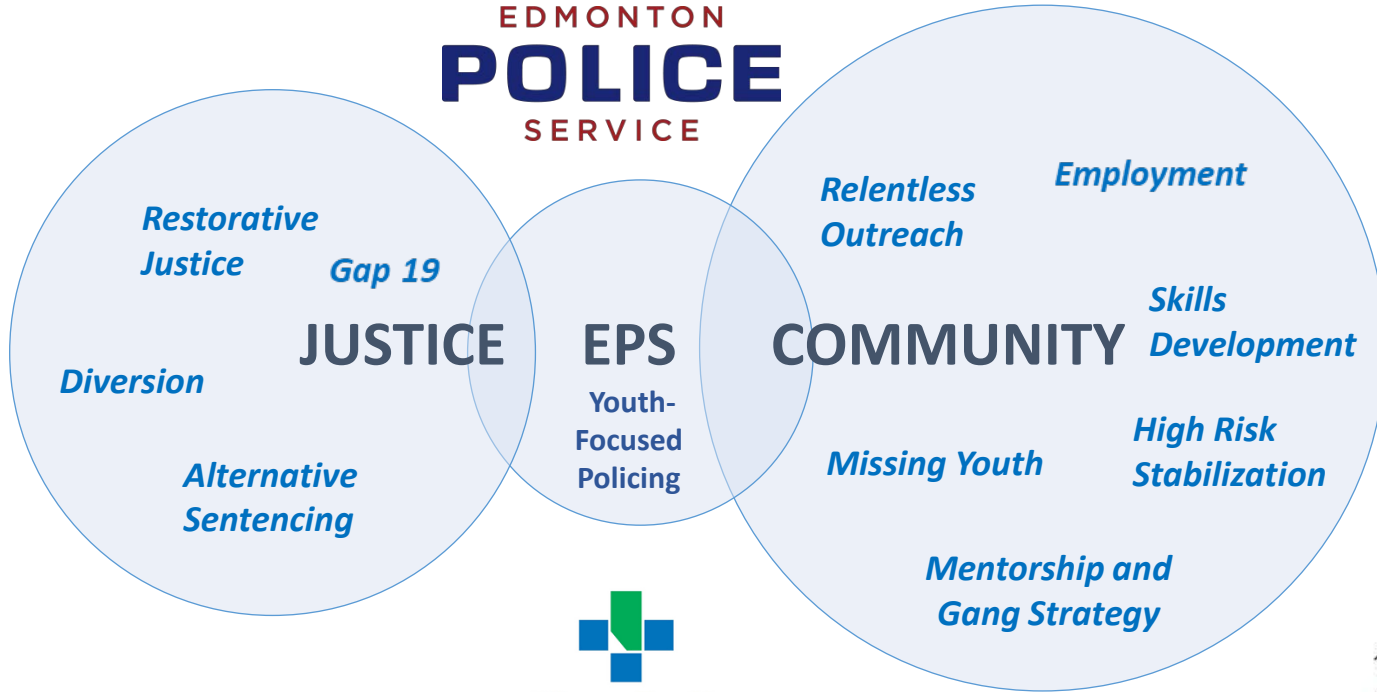 EDMONTON
POLICE
SERVICE
Restorative
Justice
Gap 19
JUSTICE
Diversion
Alternative
Sentencing
EPS
Youth-
Focused
Policing
Relentless
Outreach
Employment
COMMUNITY
Skills
Development
Missing Youth
High Risk
Stabilization
Mentorship and
Gang Strategy